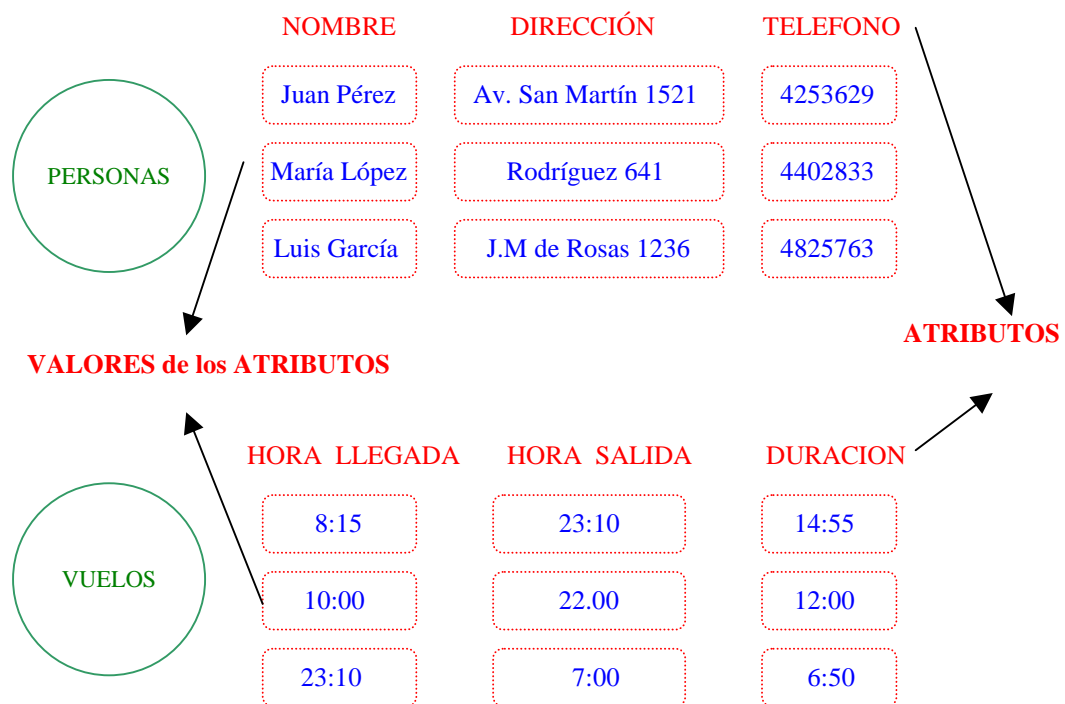 NOMBRE DIRECCIÓN TELEFONO
Juan Pérez Av. San Martín 1521 4253629
PERSONAS María López Rodríguez 641 4402833
Luis García J.M de Rosas 1236 4825763
ATRIBUTOS
VALORES de los ATRIBUTOS
HORA LLEGADA HORA SALIDA DURACION
8:15 23:10 14:55
VUELOS 10:00 22.00 12:00
23:10 7:00 6:50